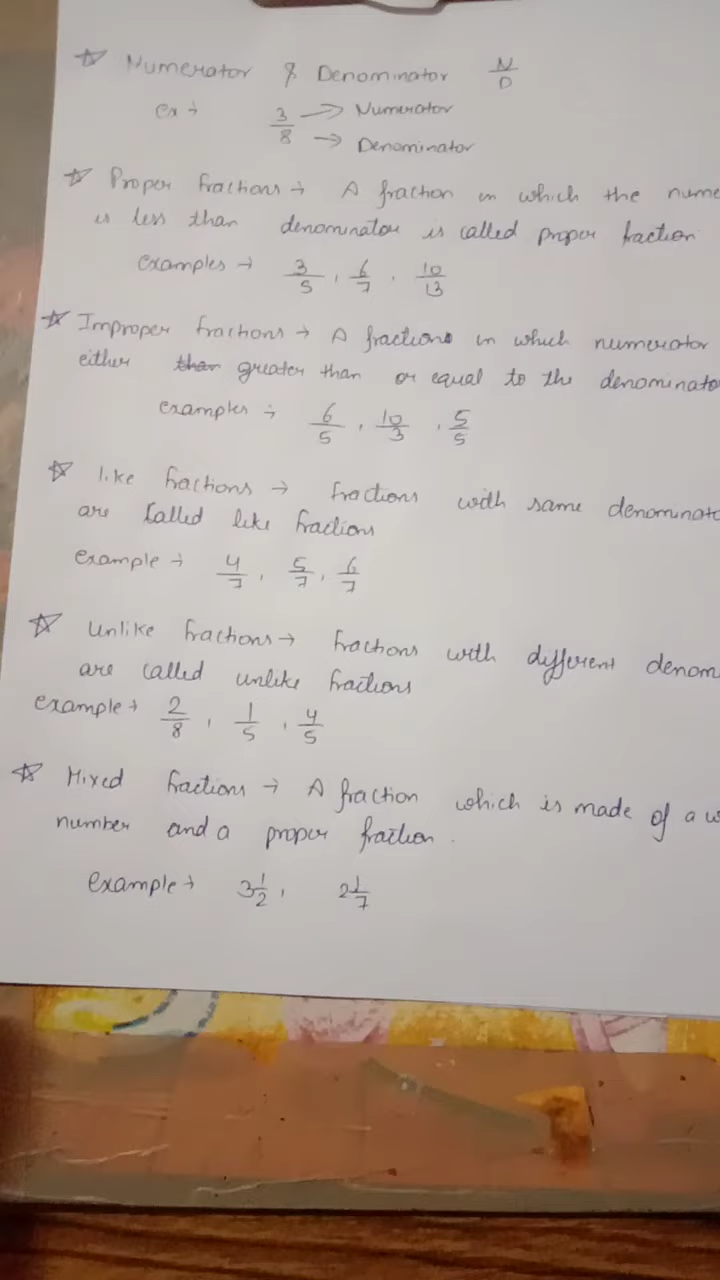 ☆ Numerator & Denominator N/D
ex → 3/8 → Numerator
→ Denominator
☆ Proper fractions → A fraction in which the nume
is less than denominator is called proper fraction
examples → 3/5, 6/7, 10/13
☆ Improper fractions → A fractions in which numerator
either than greater than or equal to the denominato
examples → 6/5, 10/3, 5/5
☆ like fractions → fractions with same denominato
are called like fractions
example → 4/7, 5/7, 6/7
☆ Unlike fractions → fractions with different denom
are called unlike fractions
example → 2/8, 1/5, 4/5
☆ Mixed fractions → A fraction which is made of a w
number and a proper fraction.
example → 3 1/2, 2 1/7